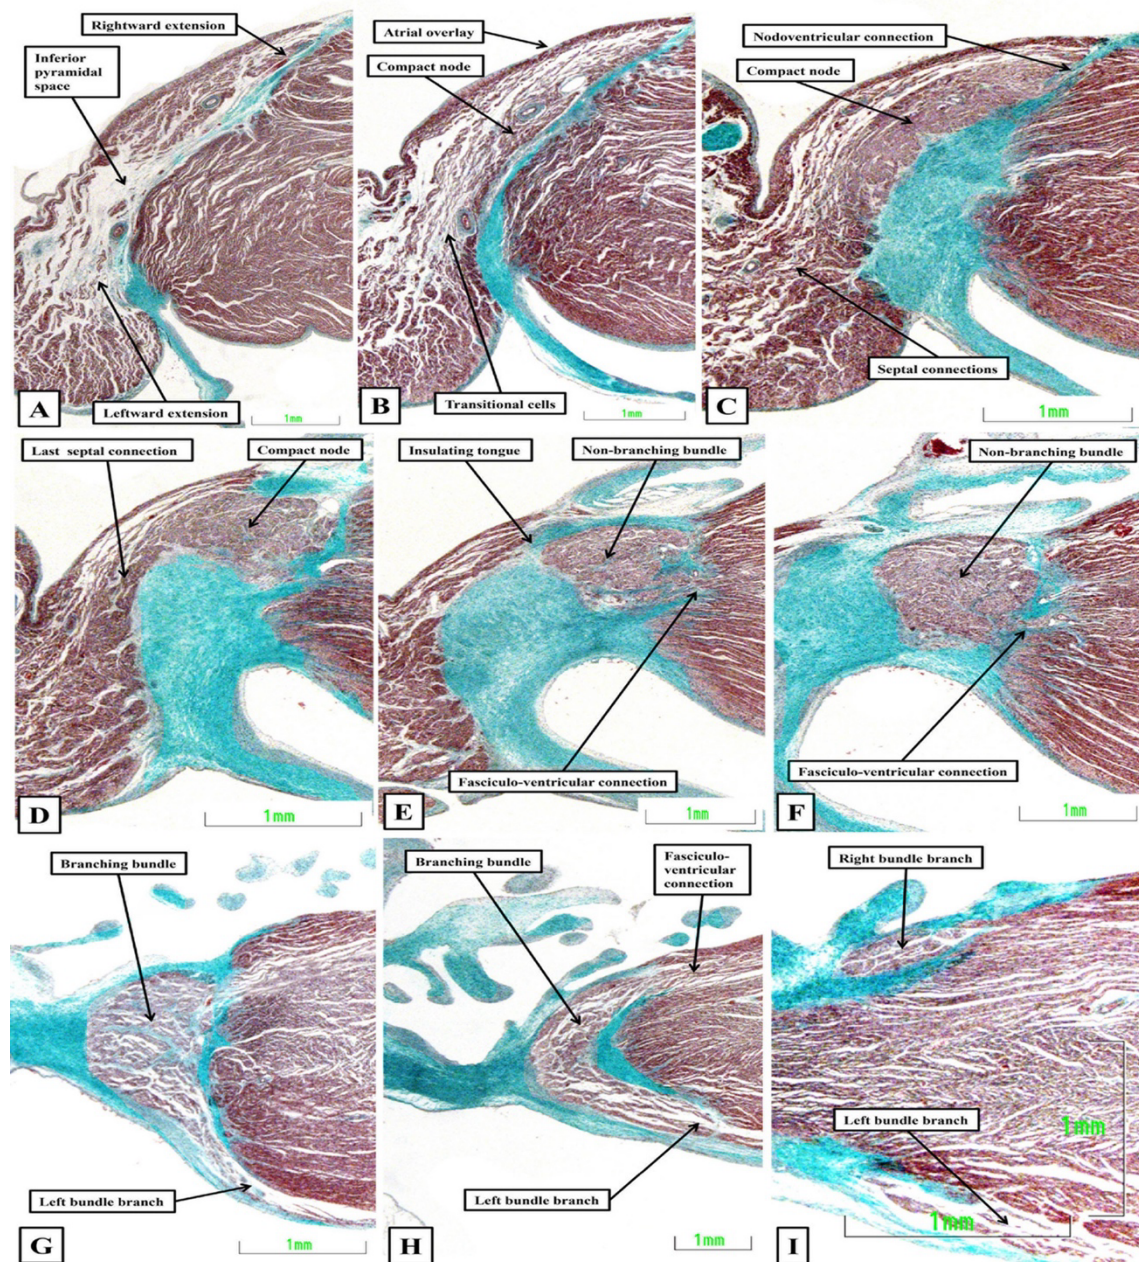 Rightward extension
Inferior
pyramidal
space
Leftward extension
A
1mm
Atrial overlay
Compact node
Transitional cells
B
1mm
Nodoventricular connection
Compact node
Septal connections
C
1mm
Last septal connection
Compact node
D
1mm
Insulating tongue
Non-branching bundle
Fasciculo-ventricular connection
E
1mm
Non-branching bundle
Fasciculo-ventricular connection
F
1mm
Branching bundle
Left bundle branch
G
1mm
Branching bundle
Fasciculo-
ventricular
connection
Left bundle branch
H
1mm
Right bundle branch
Left bundle branch
1mm
1mm
I